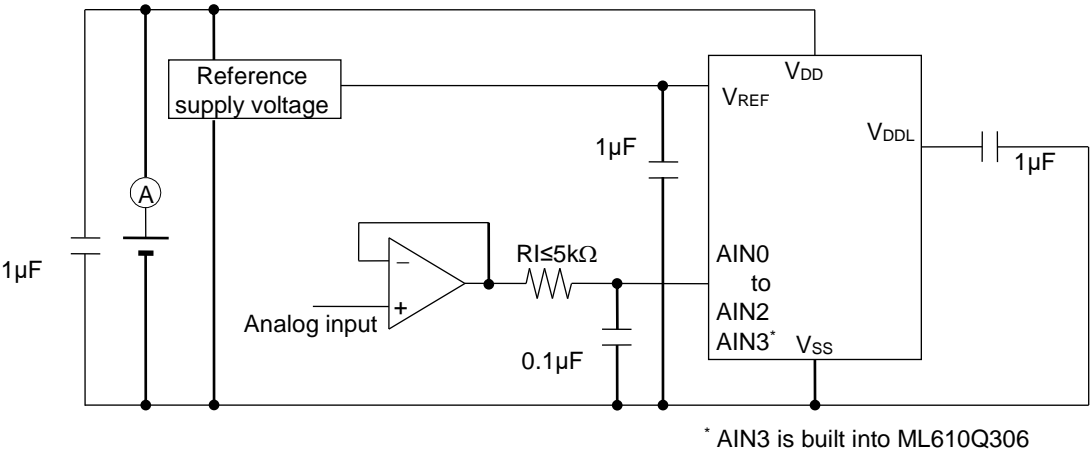 Reference
supply voltage
VDD
VREF
VDDL
1µF
1µF
A
1µF
RI≤5kΩ
AIN0
to
AIN2
AIN3*
VSS
−
+
Analog input
0.1µF
* AIN3 is built into ML610Q306